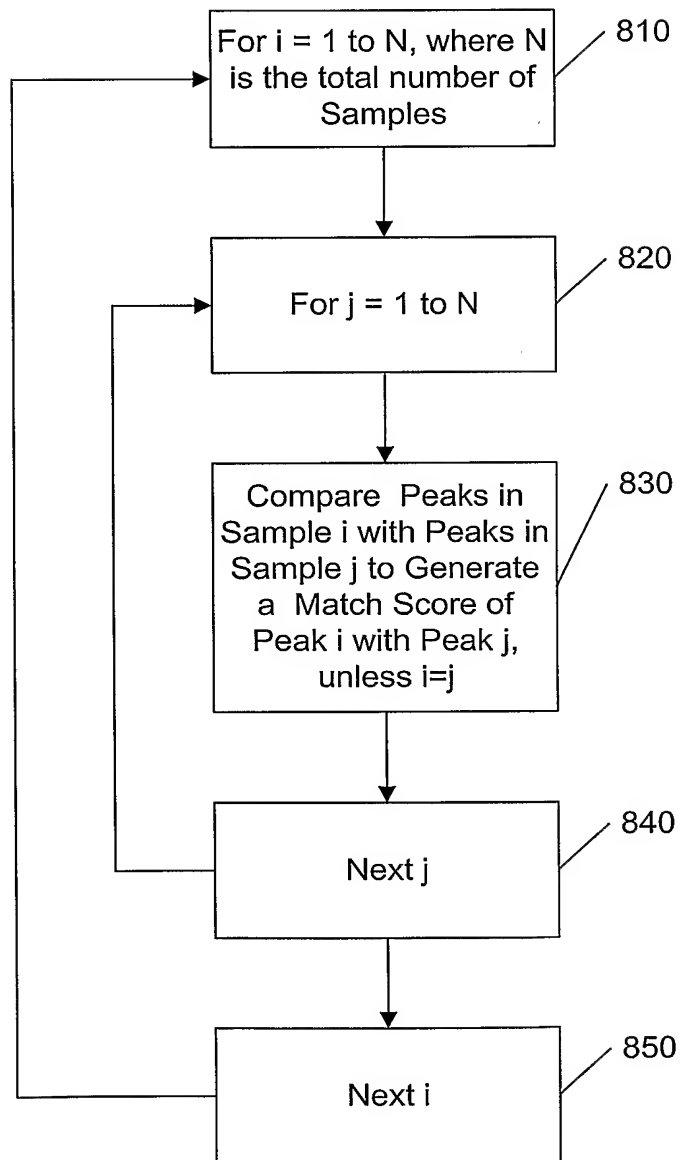 For i = 1 to N, where N
is the total number of
Samples
810
For j = 1 to N
820
Compare Peaks in
Sample i with Peaks in
Sample j to Generate
a Match Score of
Peak i with Peak j,
unless i=j
830
Next j
840
Next i
850